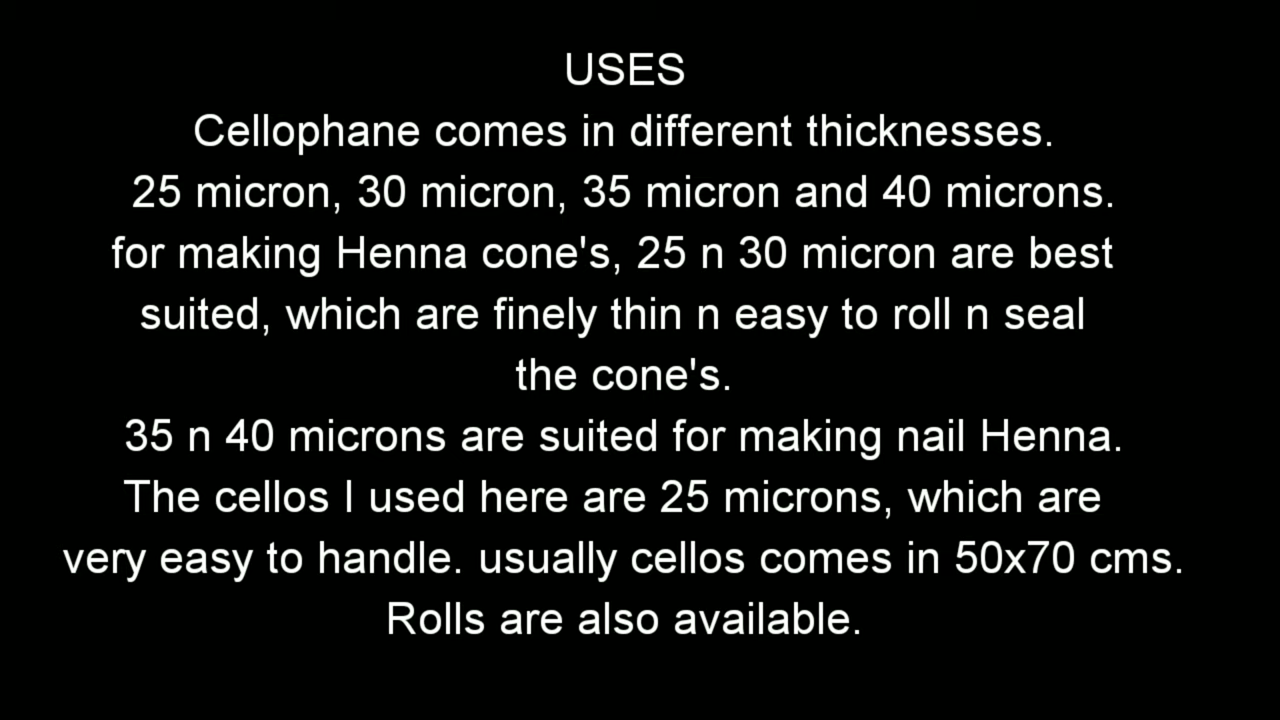 USES
Cellophane comes in different thicknesses.
25 micron, 30 micron, 35 micron and 40 microns.
for making Henna cone's, 25 n 30 micron are best
suited, which are finely thin n easy to roll n seal
the cone's.
35 n 40 microns are suited for making nail Henna.
The cellos I used here are 25 microns, which are
very easy to handle. usually cellos comes in 50x70 cms.
Rolls are also available.